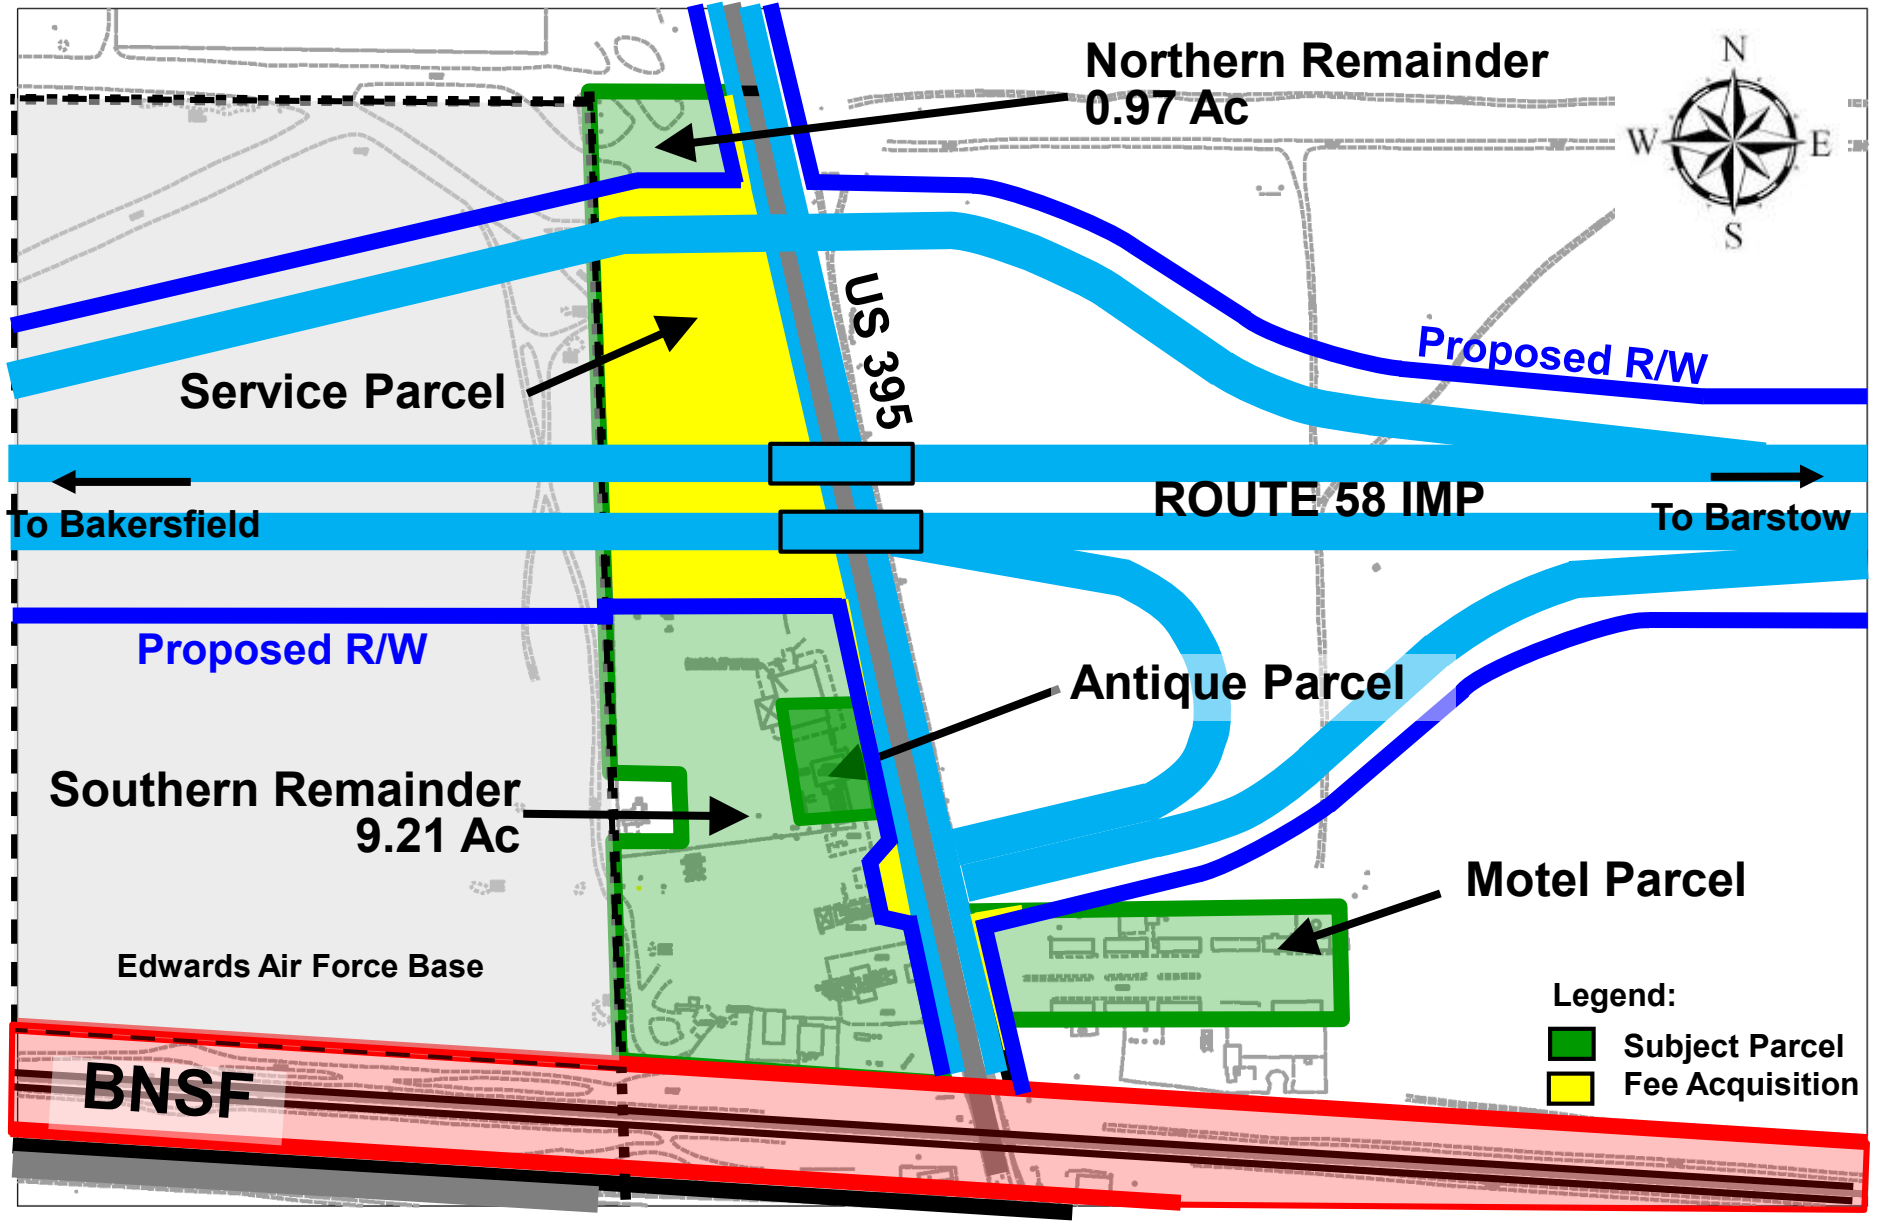 Northern Remainder
0.97 Ac
N
W
E
S
US 395
Service Parcel
Proposed R/W
ROUTE 58 IMP
To Bakersfield
To Barstow
Proposed R/W
Antique Parcel
Southern Remainder
9.21 Ac
Motel Parcel
Edwards Air Force Base
Legend:
Subject Parcel
Fee Acquisition
BNSF